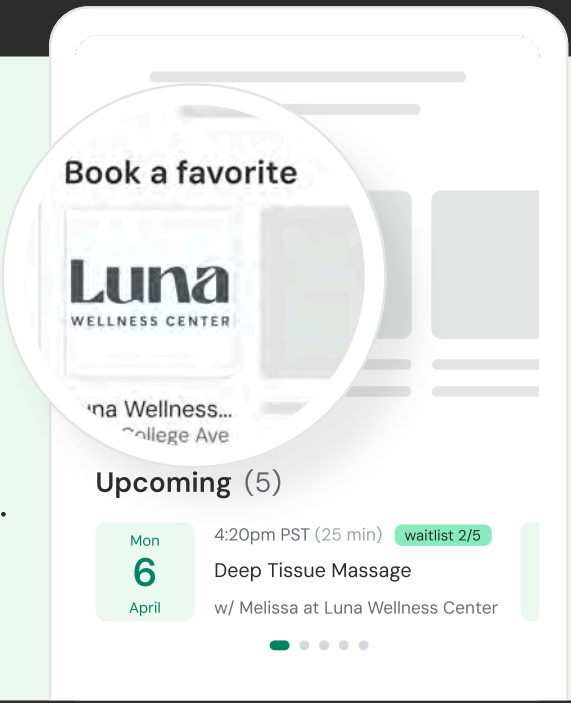 Book a favorite
Luna
WELLNESS CENTER
Wellness...
College Ave
Upcoming (5)
Mon
6
April
4:20pm PST (25 min)
waitlist 2/5
Deep Tissue Massage
w/ Melissa at Luna Wellness Center